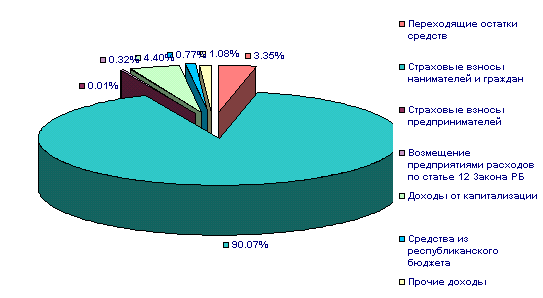 0.32%
4.40%
0.77%
1.08%
3.35%
0.01%
90.07%
Переходящие остатки
средств
Страховые взносы
нанимателей и граждан
Страховые взносы
предпринимателей
Возмещение
предприятиями расходов
по статье 12 Закона РБ
Доходы от капитализации
Средства из
республиканского
бюджета
Прочие доходы